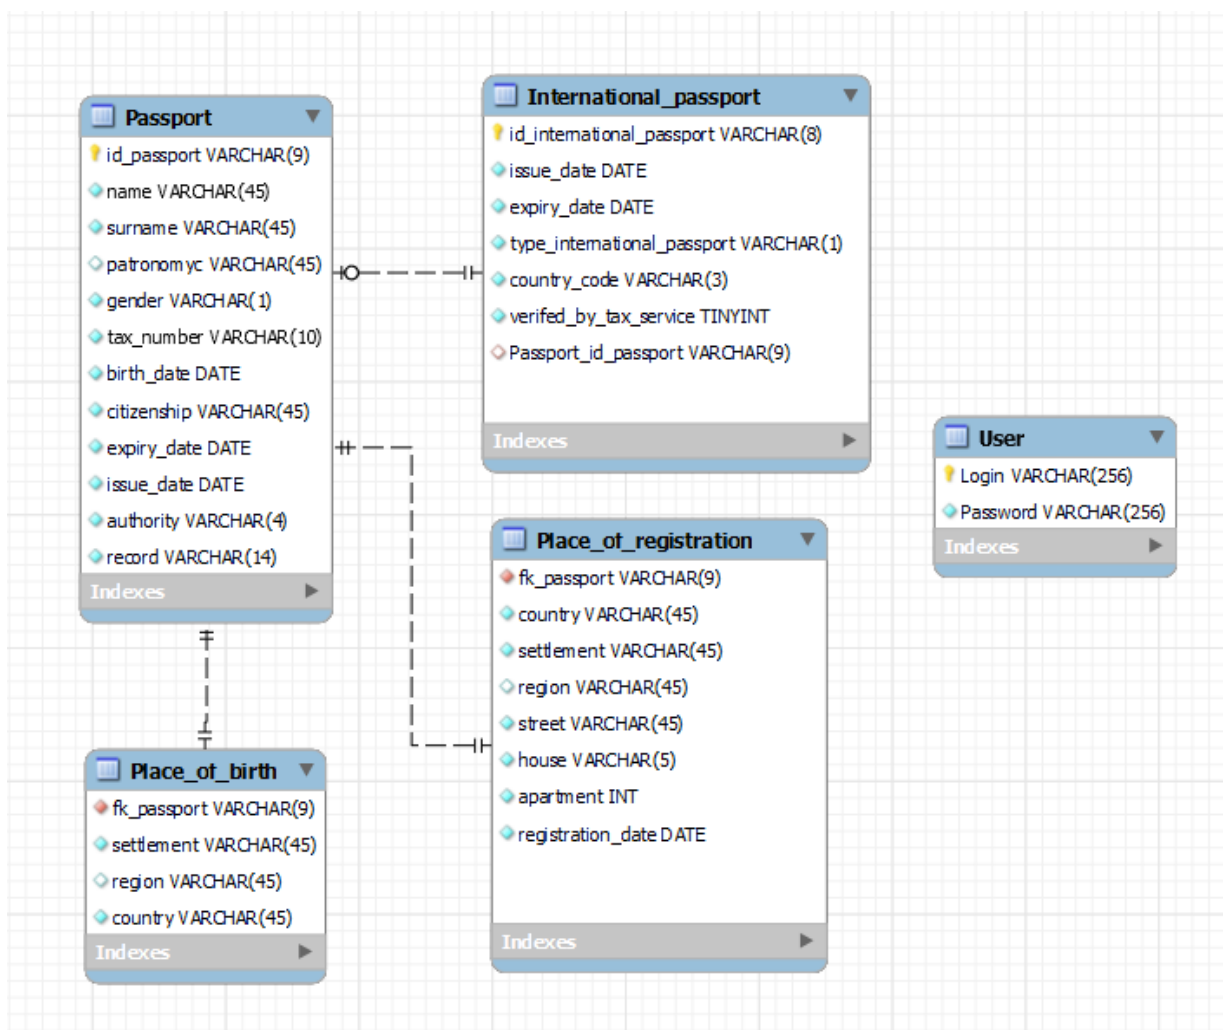 Passport
id_passport VARCHAR(9)
name VARCHAR(45)
surname VARCHAR(45)
patronomyc VARCHAR(45)
gender VARCHAR(1)
tax_number VARCHAR(10)
birth_date DATE
citizenship VARCHAR(45)
expiry_date DATE
issue_date DATE
authority VARCHAR(4)
record VARCHAR(14)
Indexes
International_passport
id_international_passport VARCHAR(8)
issue_date DATE
expiry_date DATE
type_international_passport VARCHAR(1)
country_code VARCHAR(3)
verifed_by_tax_service TINYINT
Passport_id_passport VARCHAR(9)
Indexes
User
Login VARCHAR(256)
Password VARCHAR(256)
Indexes
Place_of_registration
fk_passport VARCHAR(9)
country VARCHAR(45)
settlement VARCHAR(45)
region VARCHAR(45)
street VARCHAR(45)
house VARCHAR(5)
apartment INT
registration_date DATE
Indexes
Place_of_birth
fk_passport VARCHAR(9)
settlement VARCHAR(45)
region VARCHAR(45)
country VARCHAR(45)
Indexes